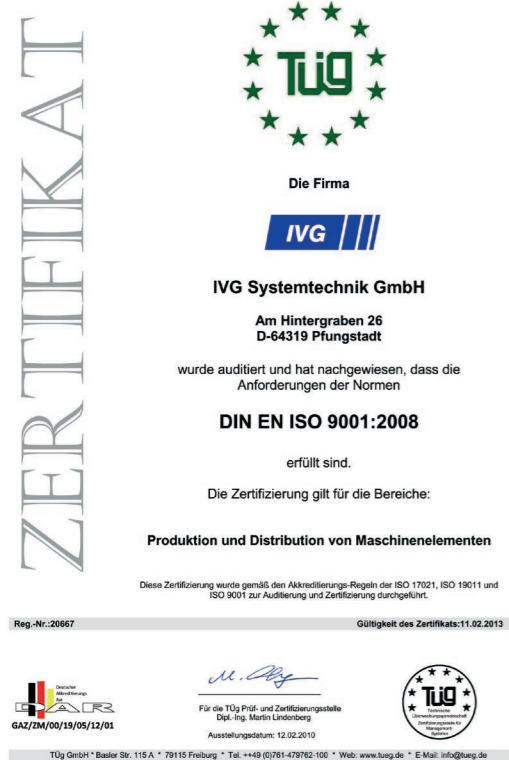 ZERTIFIKAT
TÜg
Die Firma
IVG
IVG Systemtechnik GmbH
Am Hintergraben 26
D-64319 Pfungstadt
wurde auditiert und hat nachgewiesen, dass die
Anforderungen der Normen
DIN EN ISO 9001:2008
erfüllt sind.
Die Zertifizierung gilt für die Bereiche:
Produktion und Distribution von Maschinenelementen
Diese Zertifizierung wurde gemäß den Akkreditierungs-Regeln der ISO 17021, ISO 19011 und
ISO 9001 zur Auditierung und Zertifizierung durchgeführt.
Reg.-Nr.:20667
Gültigkeit des Zertifikats:11.02.2013
Deutscher
Akkreditierungs
Rat
DAR
GAZ/ZM/00/19/05/12/01
Für die TÜg Prüf- und Zertifizierungsstelle
Dipl.-Ing. Martin Lindenberg
Ausstellungsdatum: 12.02.2010
TÜg
Technische
Überwachungsgemeinschaft
Zertifizierungsstelle für
Management-
Systeme
TÜg GmbH * Basler Str. 115 A * 79115 Freiburg * Tel. ++49 (0)761-479762-100 * Web: www.tueg.de * E-Mail: info@tueg.de